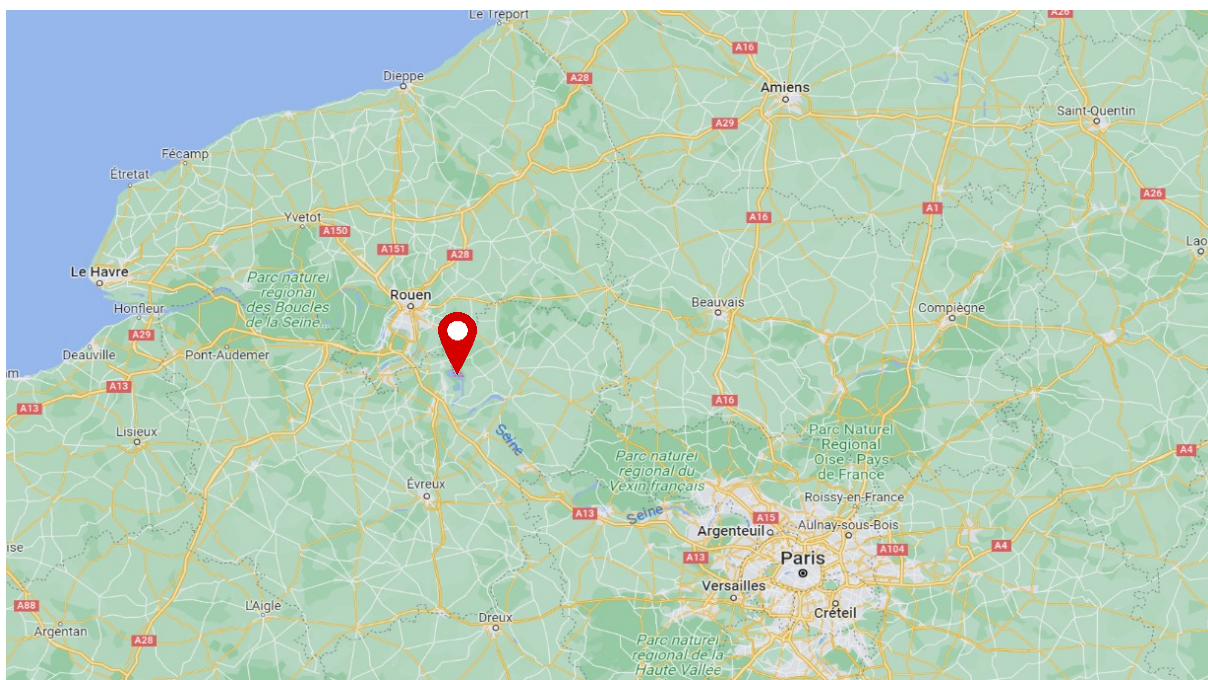 Le Tréport
A26
A16
Dieppe
A28
Amiens
Saint-Quentin
A29
Fécamp
Étretat
A26
A1
Yvetot
A16
A150
A151
A28
Lao
Le Havre
Parc naturel
régional
des Boucles
de la Seine...
Rouen
Beauvais
Compiègne
Honfleur
A29
Deauville
Pont-Audemer
m
A13
A13
A16
Lisieux
Parc Naturel
Régional
Oise - Pays
de France
Seine
A4
Parc naturel
régional du
Vexin français
Évreux
Roissy-en-France
A13
Seine
A15
Argenteuil
Aulnay-sous-Bois
ise
A13
Paris
A104
A4
Versailles
A88
L'Aigle
Créteil
Dreux
Argentan
A28
Parc naturel
régional de la
Haute Vallée